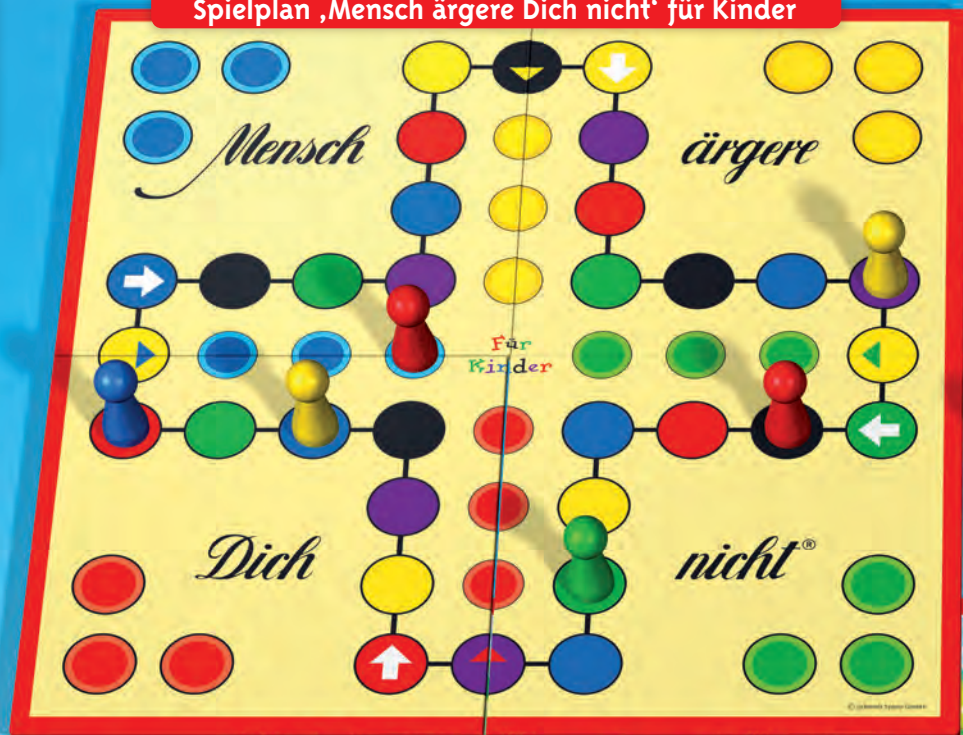 Spielplan ‚Mensch ärgere Dich nicht‘ für Kinder
Mensch
ärgere
Für
Kinder
Dich
nicht®